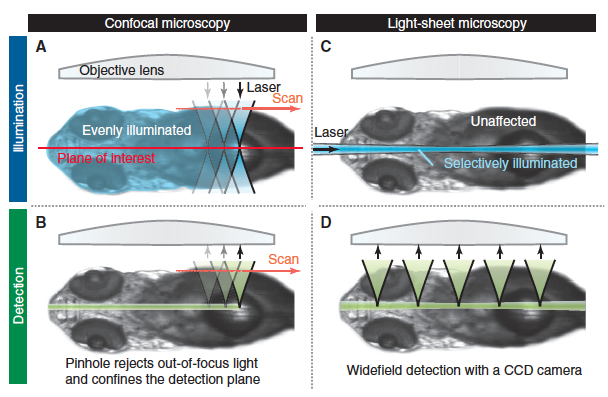 Confocal microscopy
Light-sheet microscopy
Illumination
A
Objective lens
Laser
Scan
Evenly illuminated
Plane of interest
C
Unaffected
Laser
Selectively illuminated
Detection
B
Scan
Pinhole rejects out-of-focus light
and confines the detection plane
D
Widefield detection with a CCD camera